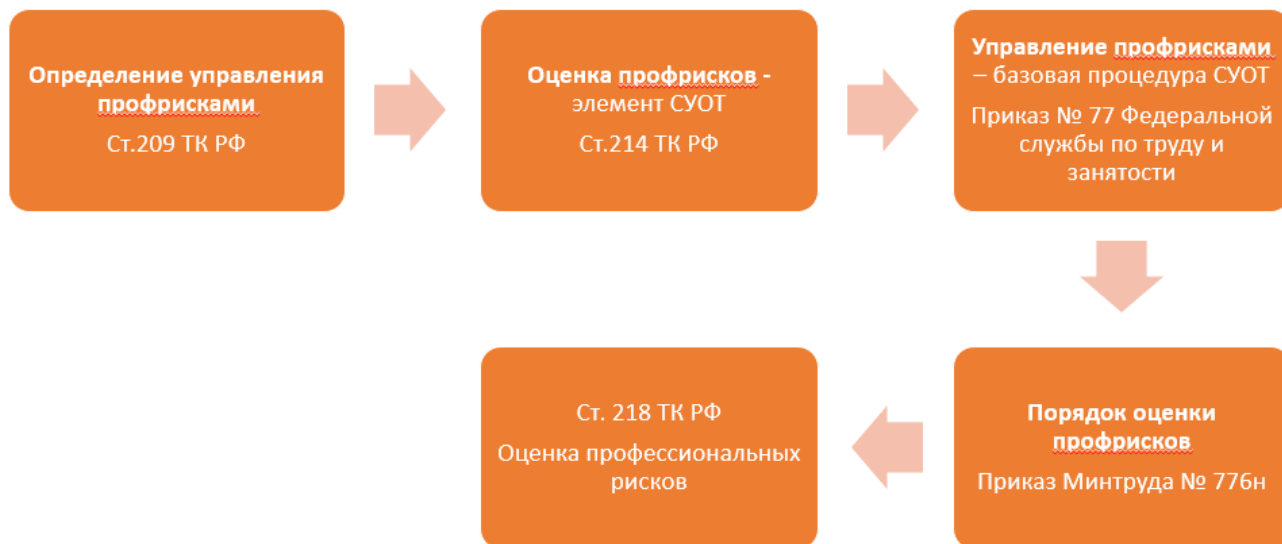 Определение управления
профрисками
Ст.209 ТК РФ
Оценка профрисков -
элемент СУОТ
Ст.214 ТК РФ
Управление профрисками
– базовая процедура СУОТ
Приказ № 77 Федеральной
службы по труду и
занятости
Порядок оценки
профрисков
Приказ Минтруда № 776н
Ст. 218 ТК РФ
Оценка профессиональных
рисков